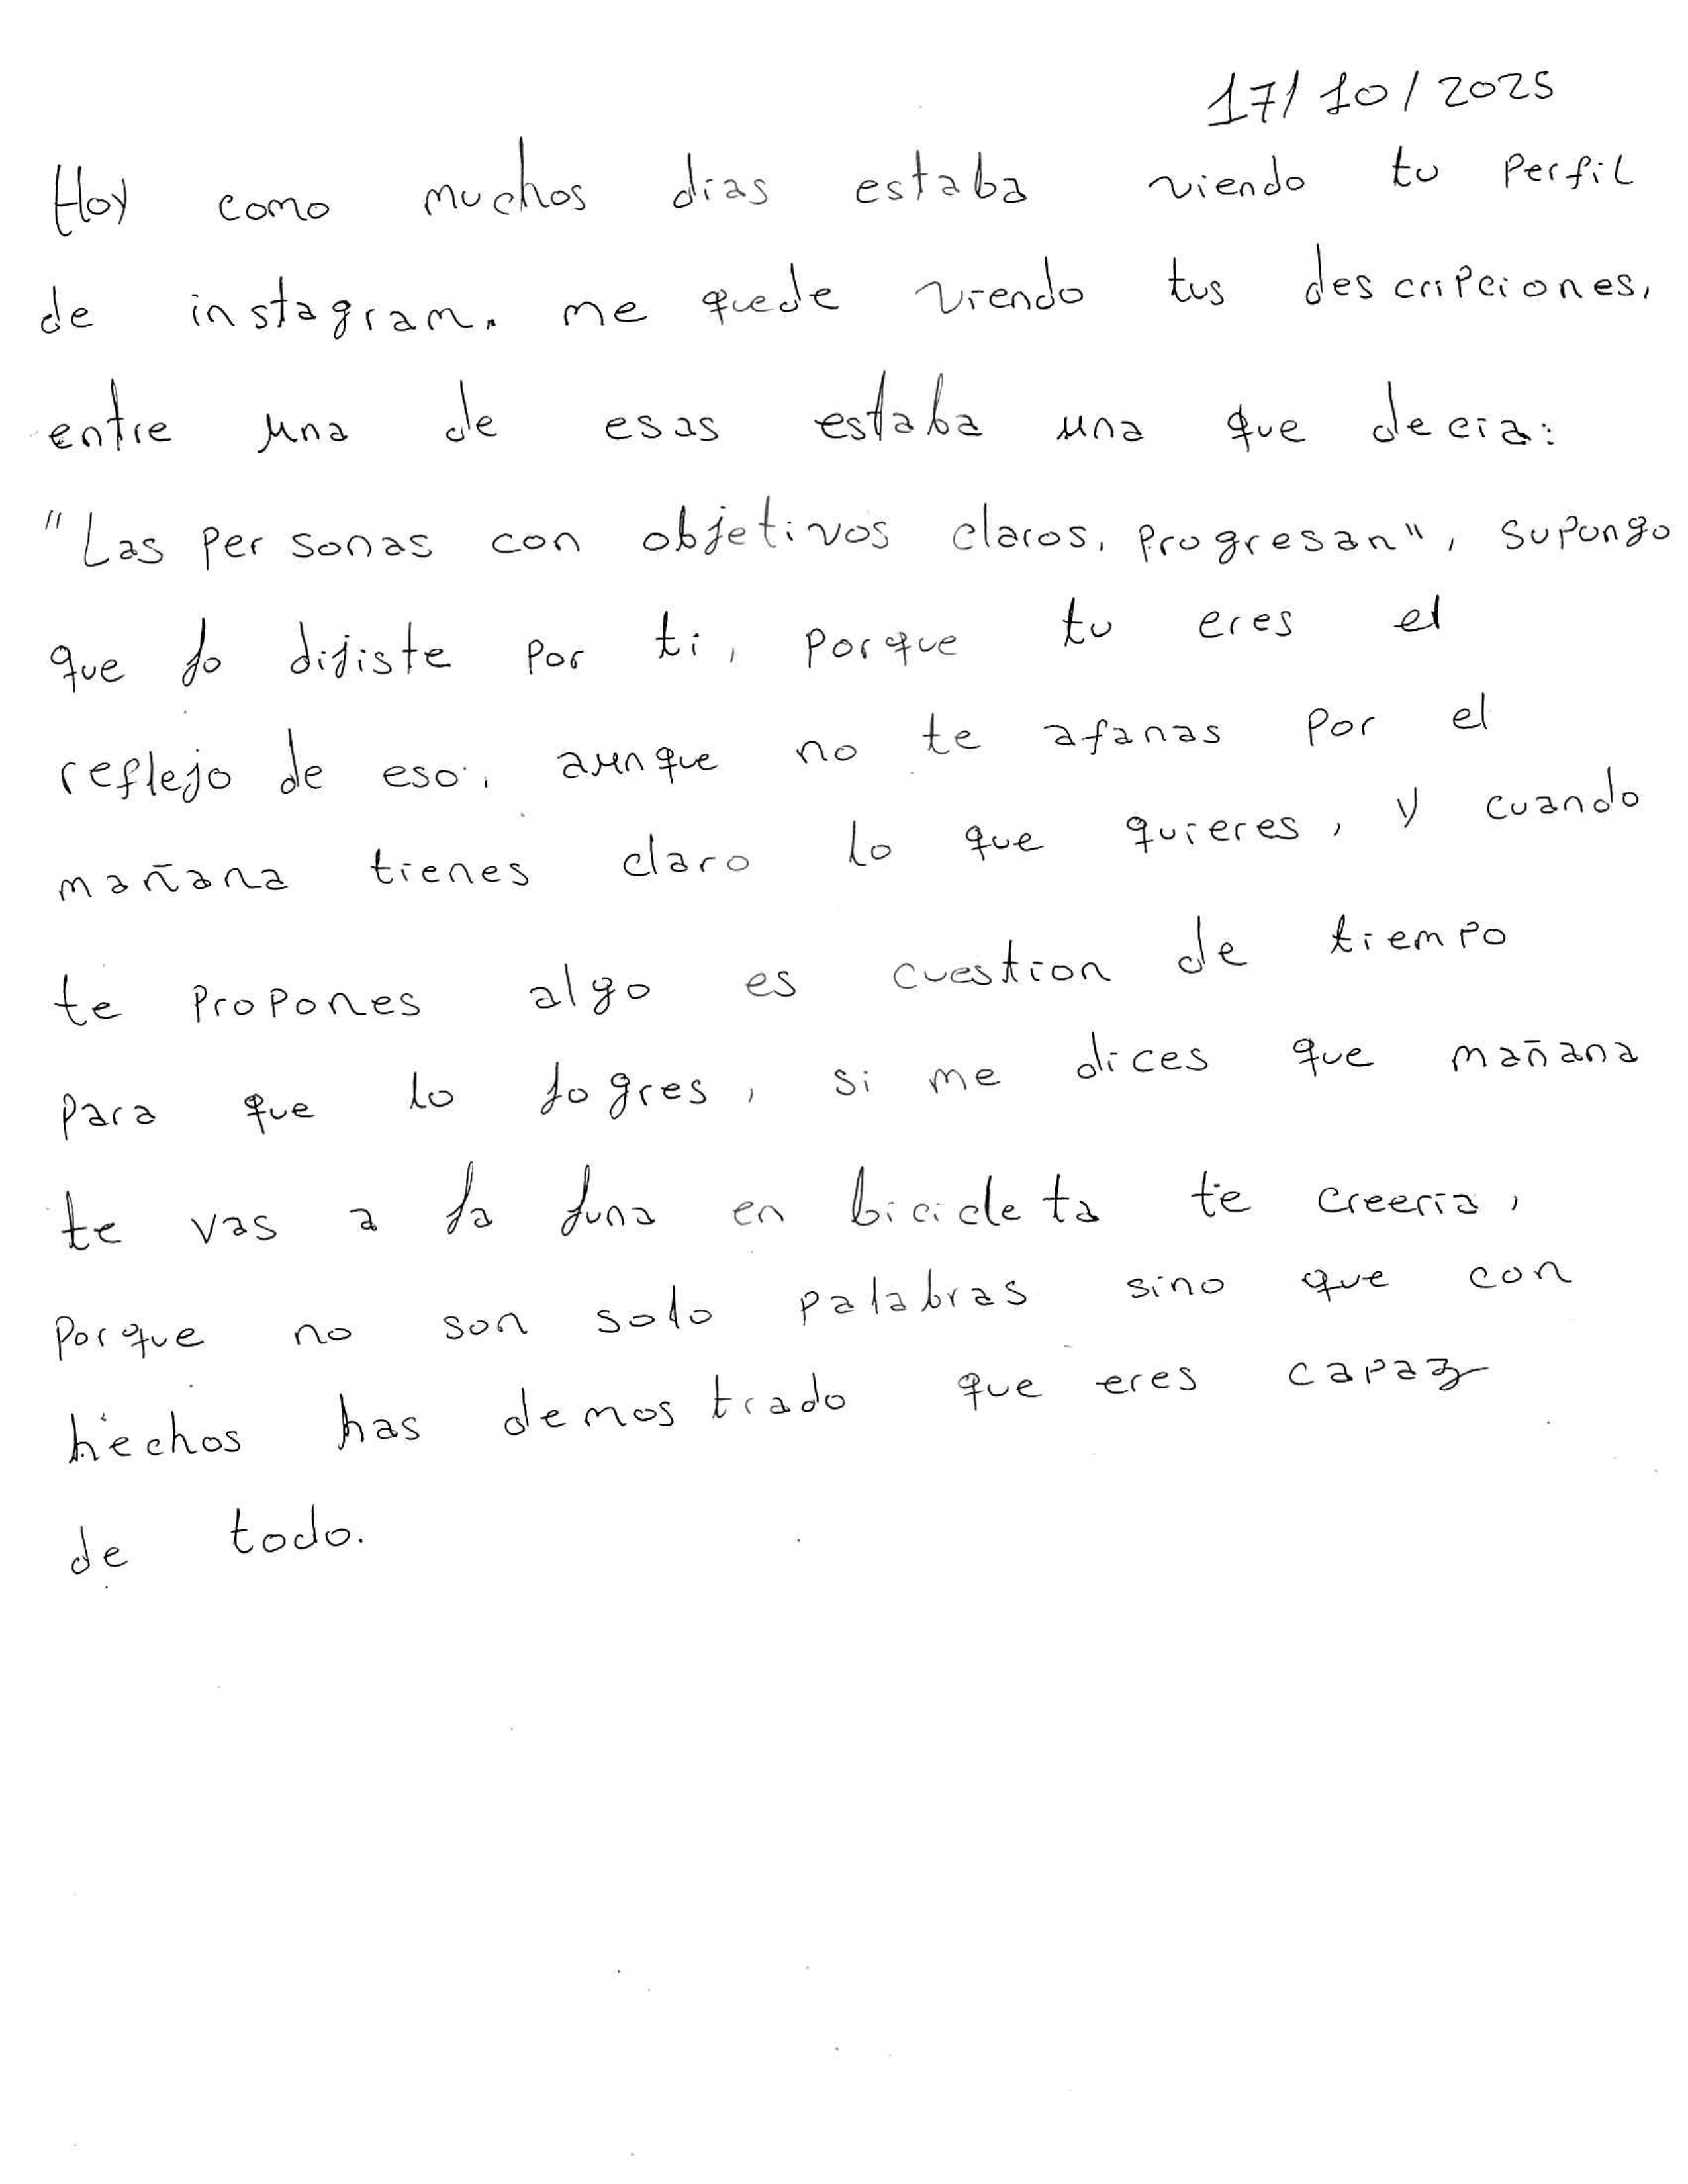 17/10/2025
Hoy como muchos dias estaba viendo tu perfil
de instagram. me quede viendo tus descripciones,
entre una de esas estaba una que decia:
"Las personas con objetivos claros, progresan", supongo
que lo dijiste por ti, porque tu eres el
reflejo de eso, aunque no te afanas por el
mañana tienes claro lo que quieres, y cuando
te propones algo es cuestion de tiempo
para que lo logres, si me dices que mañana
te vas a la luna en bicicleta te creeria,
porque no son solo palabras sino que con
hechos has demostrado que eres capaz
de todo.